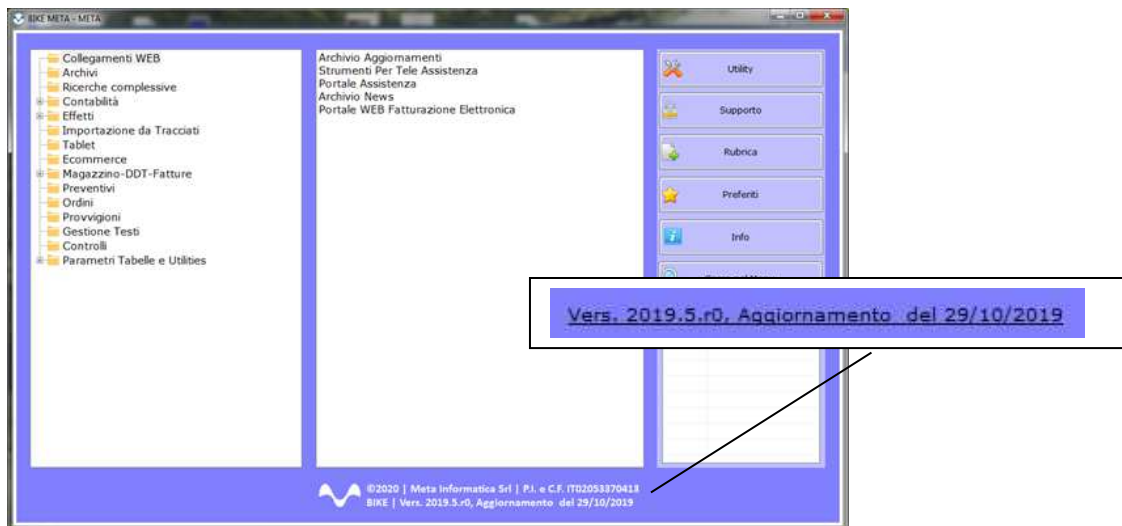 BIKE META - META
Collegamenti WEB
Archivi
Ricerche complessive
Contabilità
Effetti
Importazione da Tracciati
Tablet
Ecommerce
Magazzino-DDT-Fatture
Preventivi
Ordini
Provvigioni
Gestione Testi
Controlli
Parametri Tabelle e Utilities
Archivio Aggiornamenti
Strumenti Per Tele Assistenza
Portale Assistenza
Archivio News
Portale WEB Fatturazione Elettronica
Utility
Supporto
Rubrica
Preferiti
Info
Vers. 2019.5.r0, Aggiornamento del 29/10/2019
©2020 | Meta Informatica Srl | P.I. e C.F. IT02053370413
BIKE | Vers. 2019.5.r0, Aggiornamento del 29/10/2019